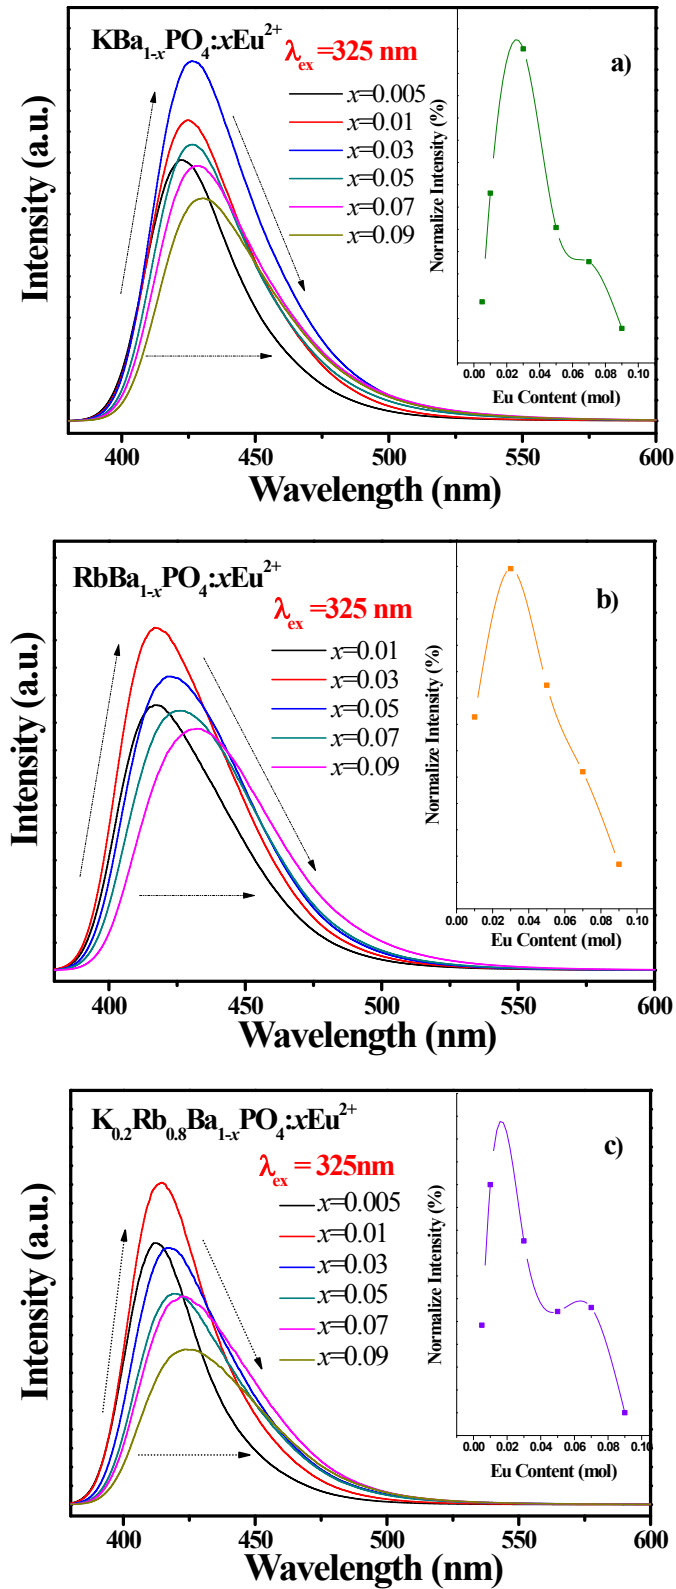 KBa₁₋ₓPO₄:xEu²⁺
λₑₓ =325 nm
a)
x=0.005
x=0.01
x=0.03
x=0.05
x=0.07
x=0.09
Intensity (a.u.)
Normalize Intensity (%)
0.00 0.02 0.04 0.06 0.08 0.10
Eu Content (mol)
400 450 500 550 600
Wavelength (nm)
RbBa₁₋ₓPO₄:xEu²⁺
λₑₓ =325 nm
b)
x=0.01
x=0.03
x=0.05
x=0.07
x=0.09
Intensity (a.u.)
Normalize Intensity (%)
0.00 0.02 0.04 0.06 0.08 0.10
Eu Content (mol)
400 450 500 550 600
Wavelength (nm)
K₀.₂Rb₀.₈Ba₁₋ₓPO₄:xEu²⁺
λₑₓ = 325nm
c)
x=0.005
x=0.01
x=0.03
x=0.05
x=0.07
x=0.09
Intensity (a.u.)
Normalize Intensity (%)
0.00 0.02 0.04 0.06 0.08 0.10
Eu Content (mol)
400 450 500 550 600
Wavelength (nm)